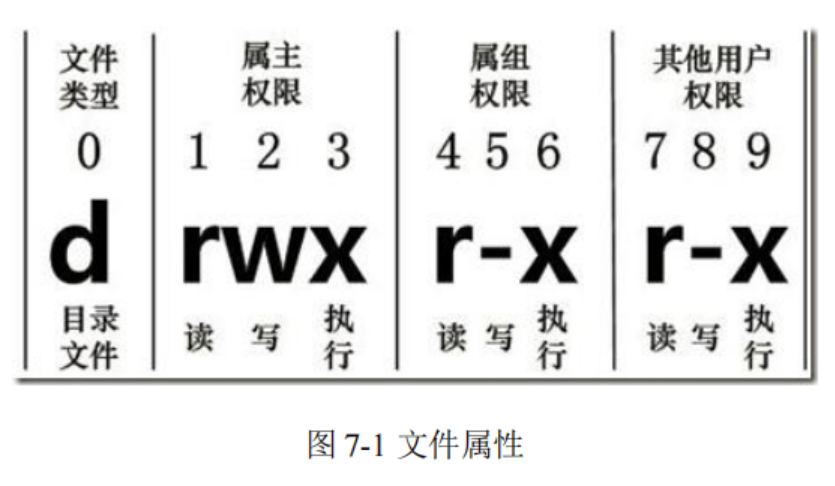 文件 属主 属组 其他用户
类型 权限 权限 权限
0 1 2 3 4 5 6 7 8 9
d rwx r-x r-x
目录 读 写 执 读 写 执 读 写 执
文件 行 行 行
图 7-1 文件属性